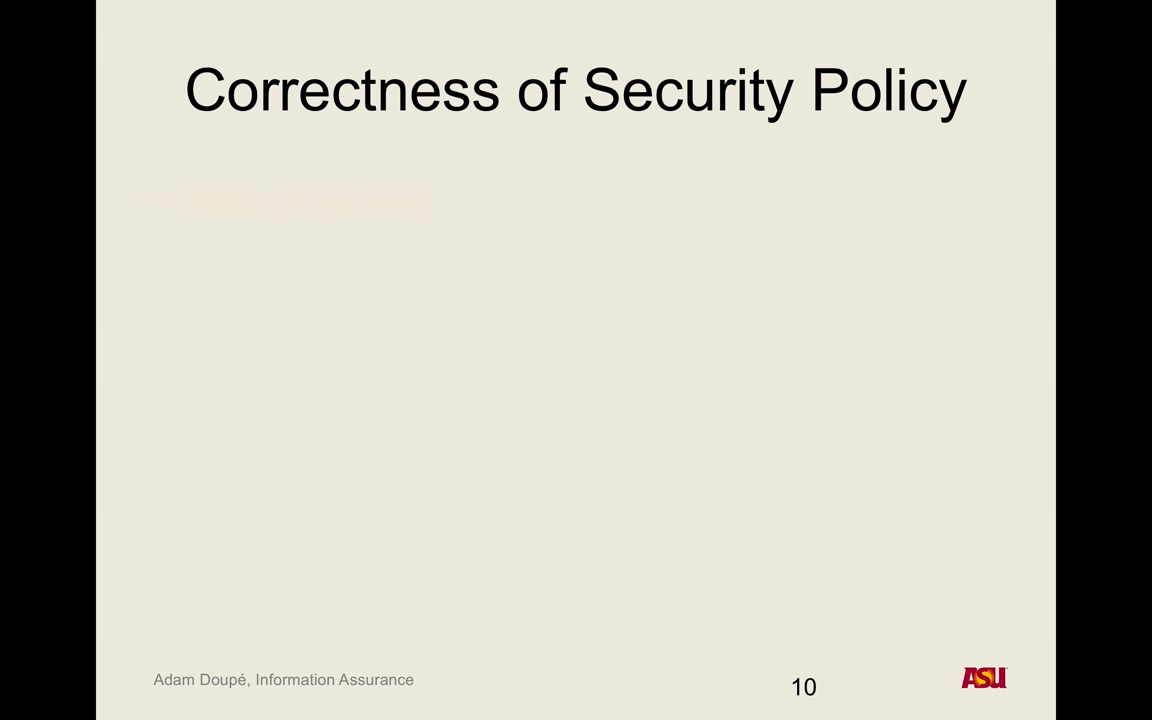 Correctness of Security Policy
Adam Doupé, Information Assurance
10
ASU